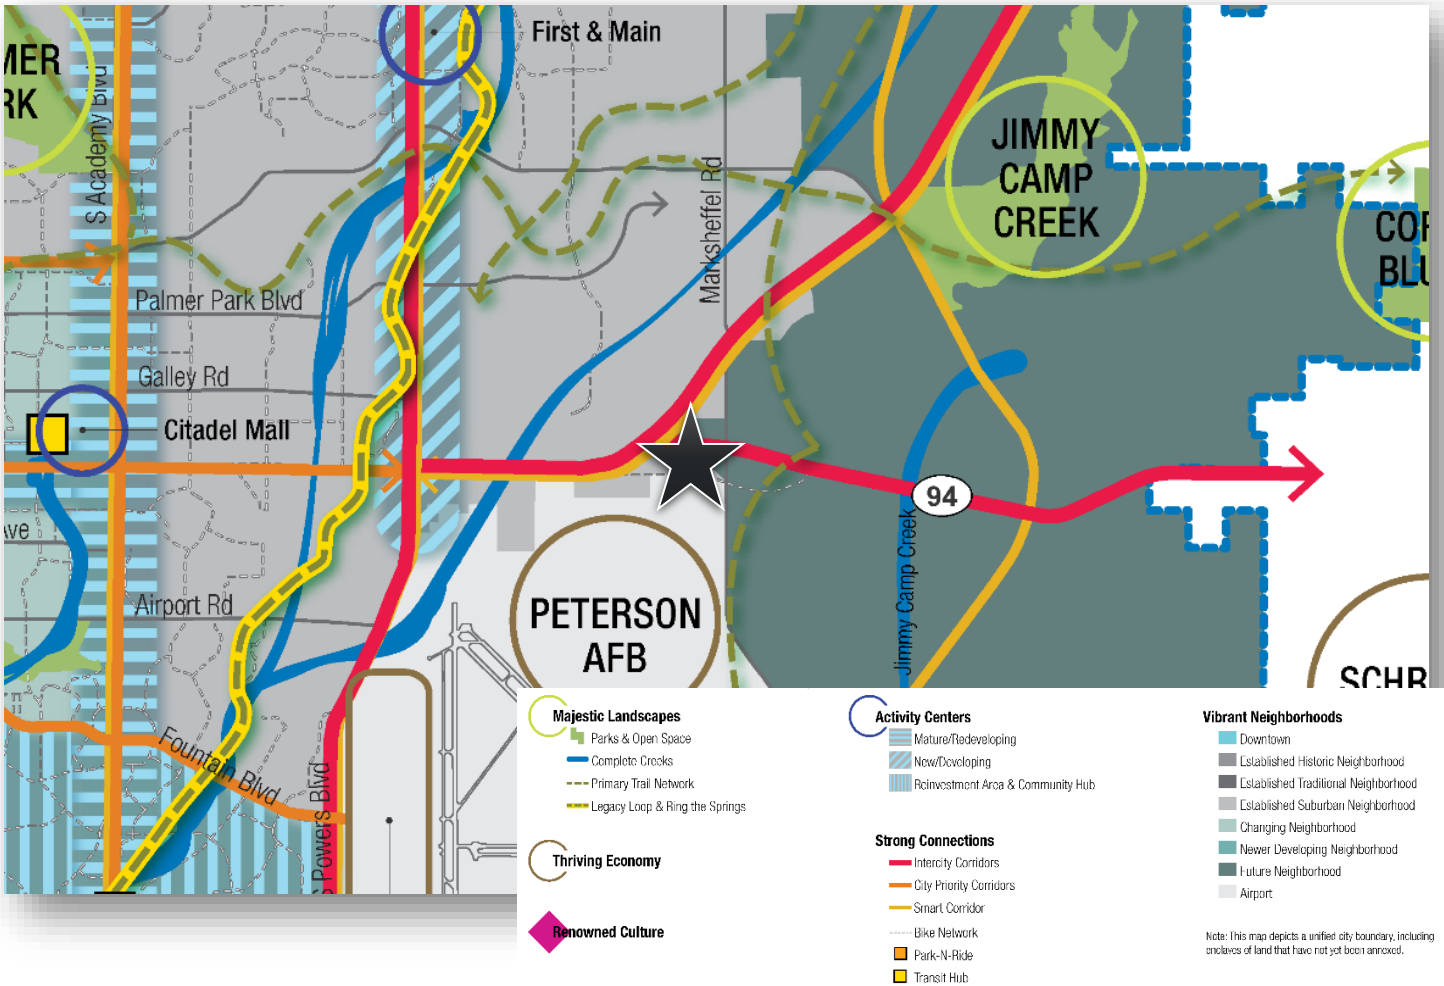 MER
RK
S Academy Blvd
First & Main
JIMMY
CAMP
CREEK
Marksheffel Rd
Palmer Park Blvd
Galley Rd
Citadel Mall
94
Jimmy Camp Creek
Airport Rd
PETERSON
AFB
Fountain Blvd
S Powers Blvd
Majestic Landscapes
Parks & Open Space
Complete Creeks
Primary Trail Network
Legacy Loop & Ring the Springs
Thriving Economy
Renowned Culture
Activity Centers
Mature/Redeveloping
New/Developing
Reinvestment Area & Community Hub
Strong Connections
Intercity Corridors
City Priority Corridors
Smart Corridor
Bike Network
Park-N-Ride
Transit Hub
Vibrant Neighborhoods
Downtown
Established Historic Neighborhood
Established Traditional Neighborhood
Established Suburban Neighborhood
Changing Neighborhood
Newer Developing Neighborhood
Future Neighborhood
Airport
Note: This map depicts a unified city boundary, including
enclaves of land that have not yet been annexed.